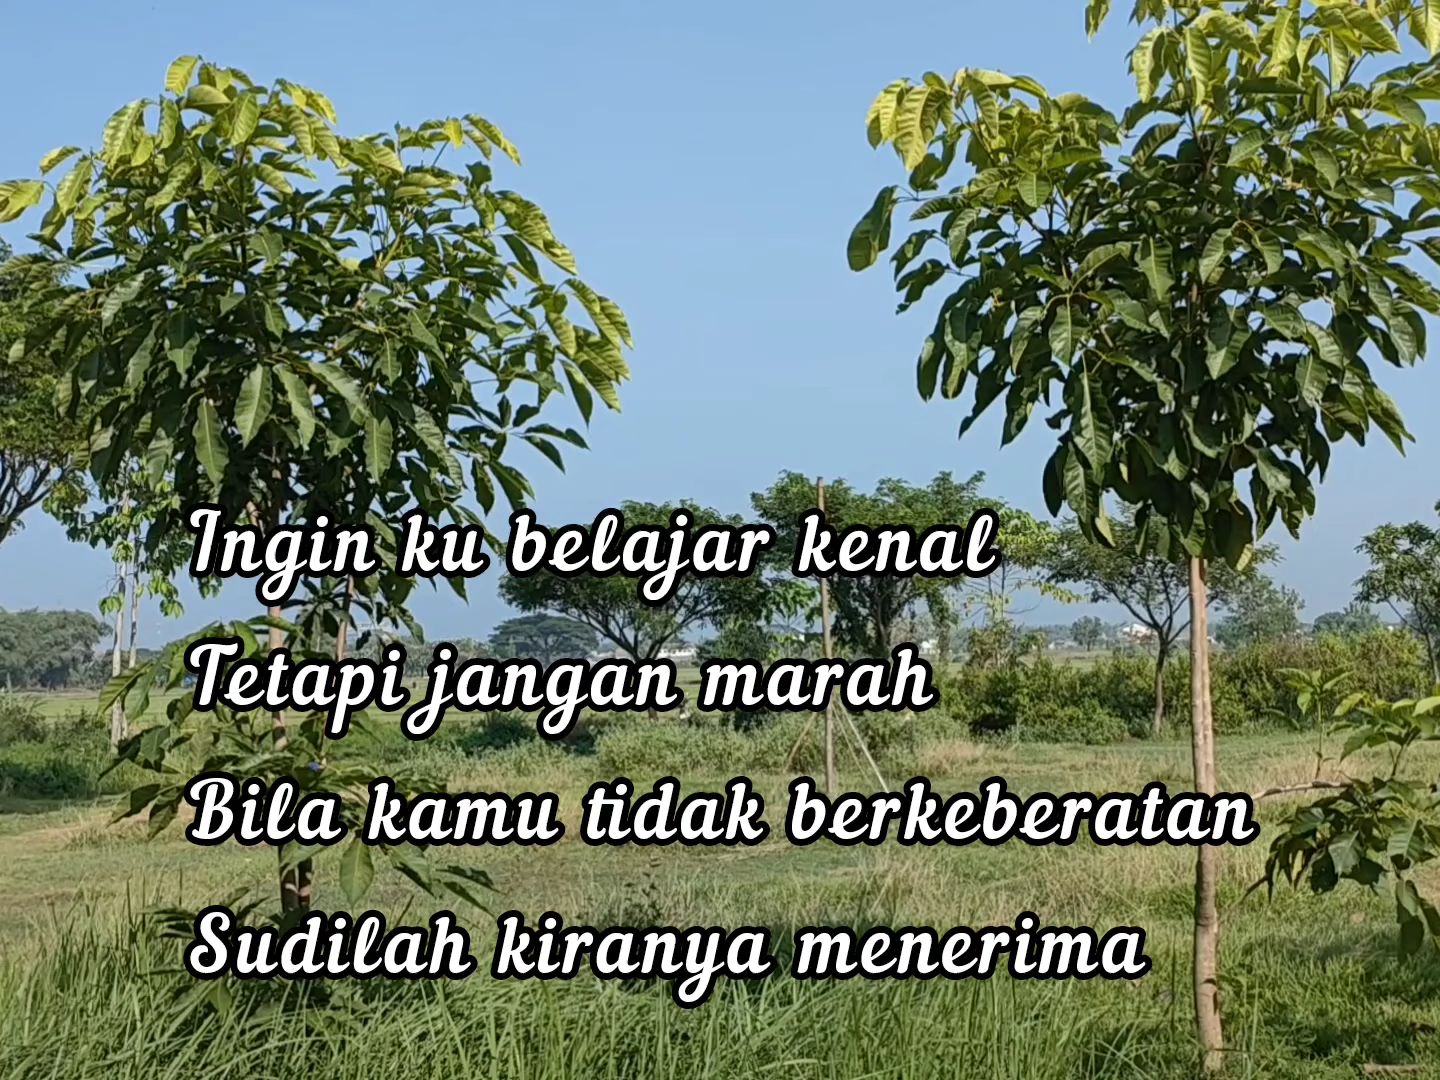 Ingin ku belajar kenal
Tetapi jangan marah
Bila kamu tidak berkeberatan
Sudilah kiranya menerima